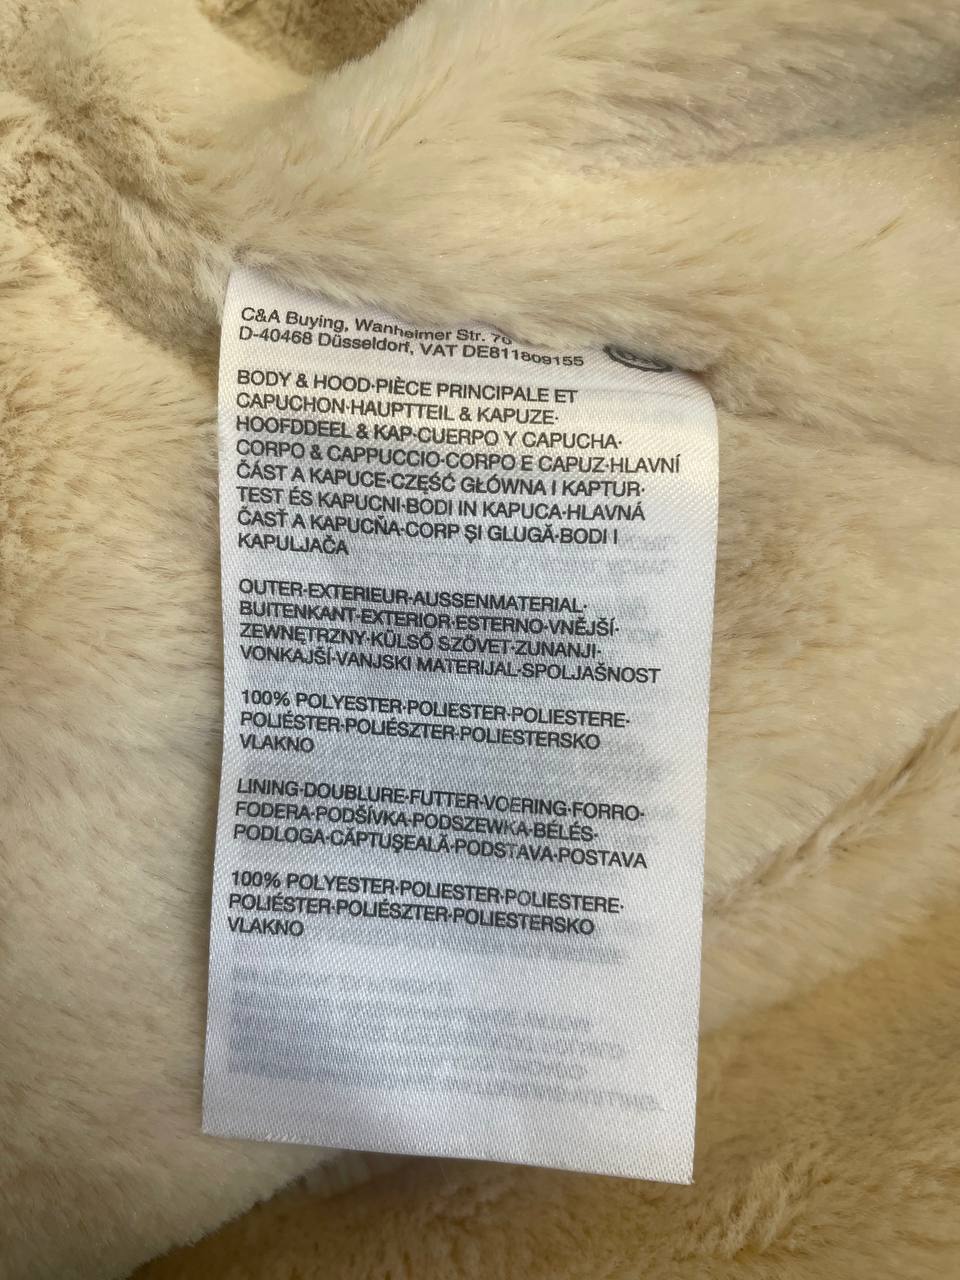 C&A Buying, Wanheimer Str. 70
D-40468 Düsseldorf, VAT DE811809155
BODY & HOOD·PIÈCE PRINCIPALE ET
CAPUCHON·HAUPTTEIL & KAPUZE·
HOOFDDEEL & KAP·CUERPO Y CAPUCHA·
CORPO & CAPPUCCIO·CORPO E CAPUZ·HLAVNÍ
ČÁST A KAPUCE·CZĘŚĆ GŁÓWNA I KAPTUR·
TEST ÉS KAPUCNI·BODI IN KAPUCA·HLAVNÁ
ČASŤ A KAPUCŇA·CORP ȘI GLUGĂ·BODI I
KAPULJAČA
OUTER·EXTERIEUR·AUSSENMATERIAL·
BUITENKANT·EXTERIOR·ESTERNO·VNĚJŠÍ·
ZEWNĘTRZNY·KÜLSŐ SZÖVET·ZUNANJI·
VONKAJŠÍ·VANJSKI MATERIJAL·SPOLJAŠNOST
100% POLYESTER·POLIESTER·POLIESTERE·
POLIÉSTER·POLIÉSZTER·POLIESTERSKO
VLAKNO
LINING·DOUBLURE·FUTTER·VOERING·FORRO·
FODERA·PODŠÍVKA·PODSZEWKA·BÉLÉS·
PODLOGA·CĂPTUȘEALĂ·PODSTAVA·POSTAVA
100% POLYESTER·POLIESTER·POLIESTERE·
POLIÉSTER·POLIÉSZTER·POLIESTERSKO
VLAKNO